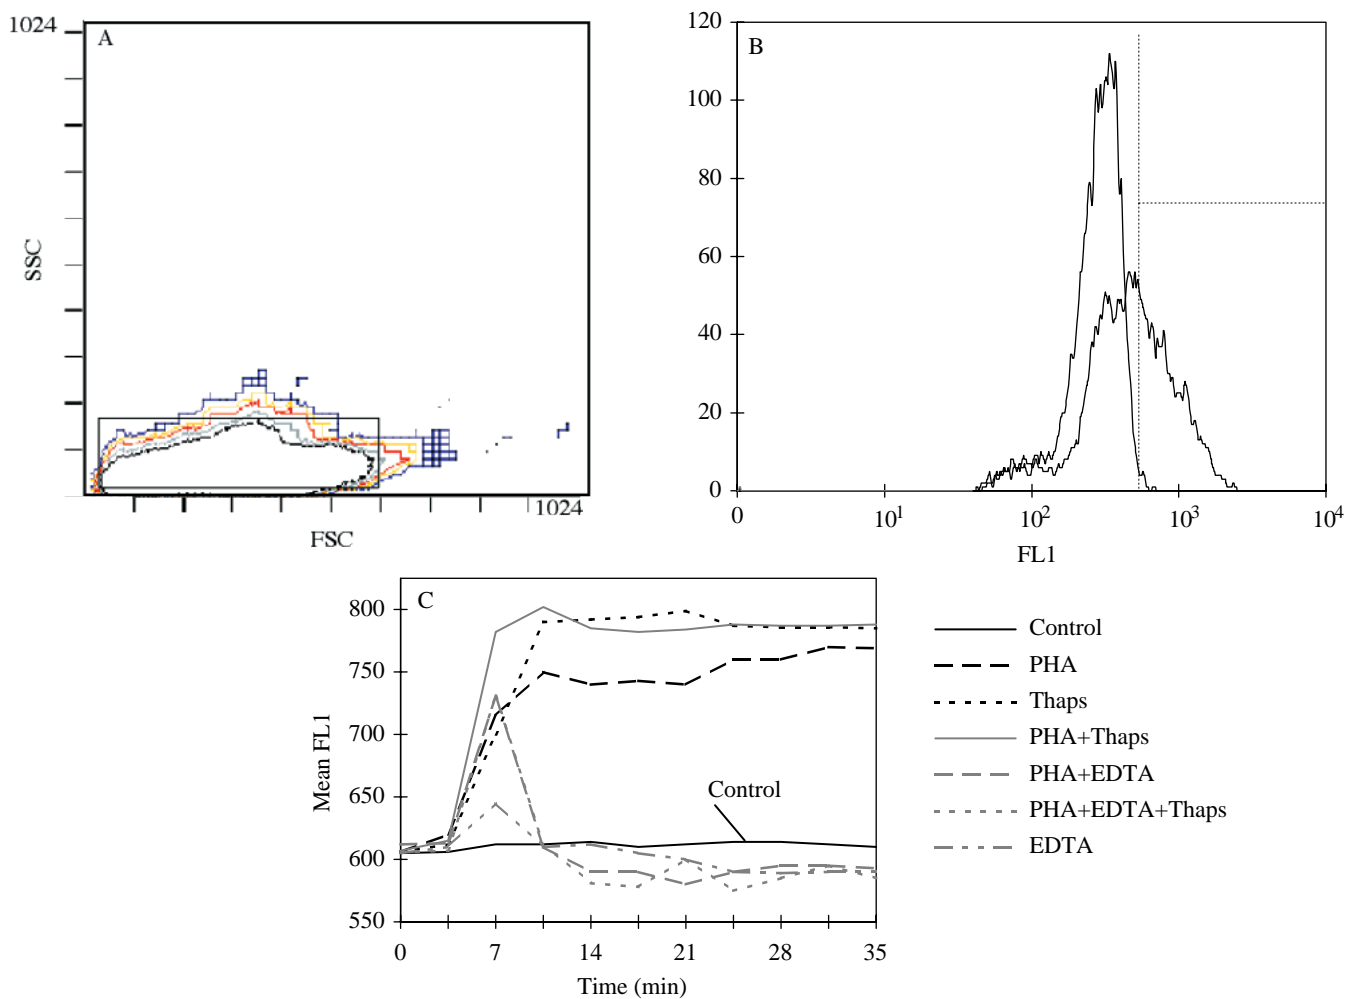 1024
A
SSC
1024
FSC
120
B
100
80
60
40
20
0
0 10¹ 10² 10³ 10⁴
FL1
800
C
750
700
650
600
550
Mean FL1
Control
0 7 14 21 28 35
Time (min)
Control
PHA
Thaps
PHA+Thaps
PHA+EDTA
PHA+EDTA+Thaps
EDTA